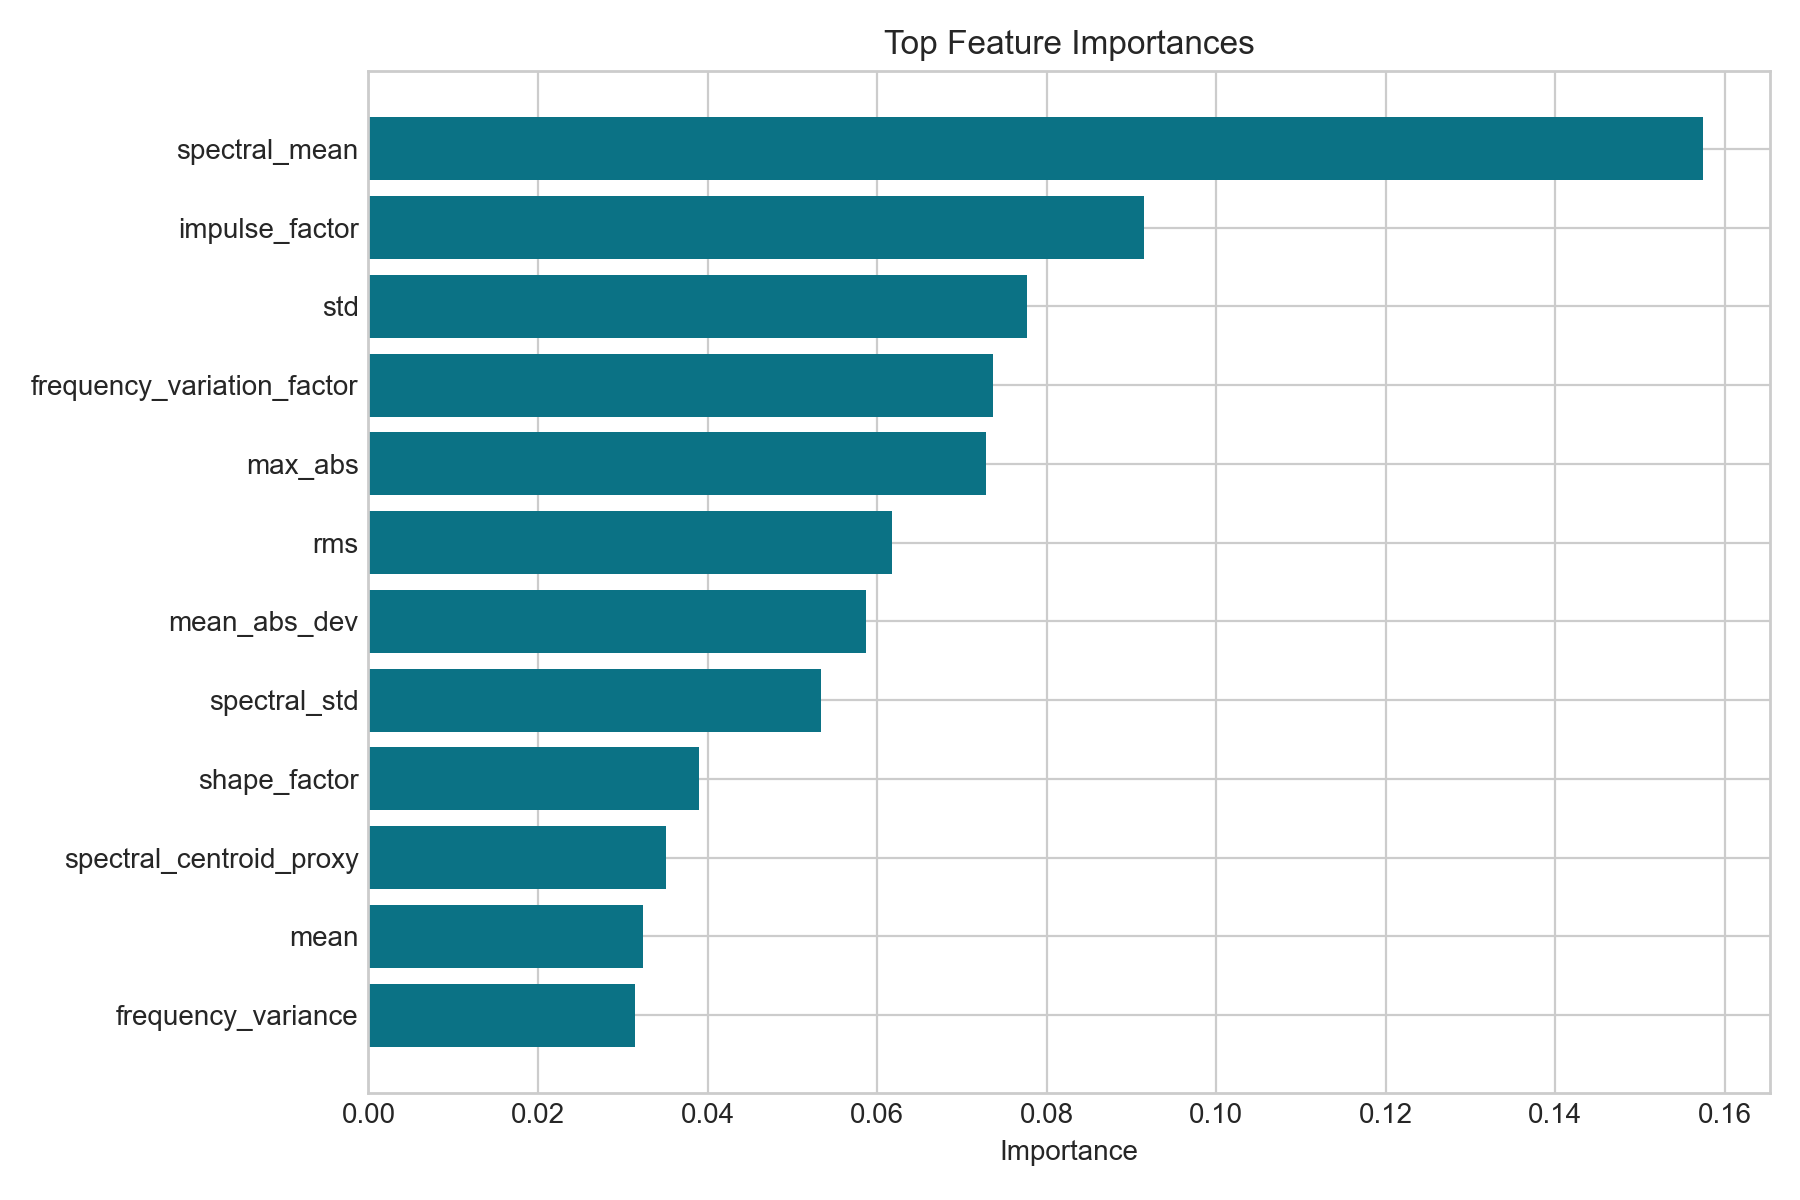 Top Feature Importances
spectral_mean
impulse_factor
std
frequency_variation_factor
max_abs
rms
mean_abs_dev
spectral_std
shape_factor
spectral_centroid_proxy
mean
frequency_variance
0.00 0.02 0.04 0.06 0.08 0.10 0.12 0.14 0.16
Importance